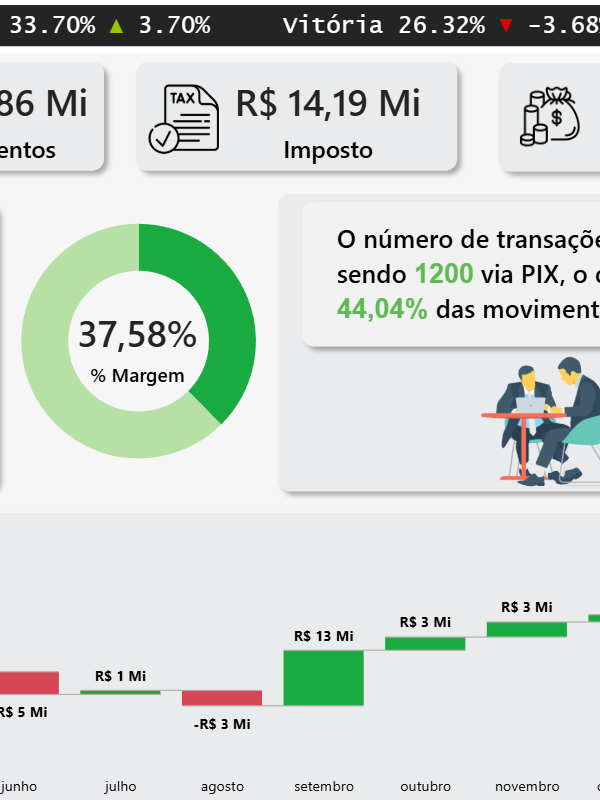 33.70% ▲ 3.70% Vitória 26.32% ▼ -3.68%
86 Mi
entos
TAX
R$ 14,19 Mi
Imposto
$
37,58%
% Margem
O número de transaçõe
sendo 1200 via PIX, o
44,04% das moviment
R$ 5 Mi
R$ 1 Mi
-R$ 3 Mi
R$ 13 Mi
R$ 3 Mi
R$ 3 Mi
junho julho agosto setembro outubro novembro